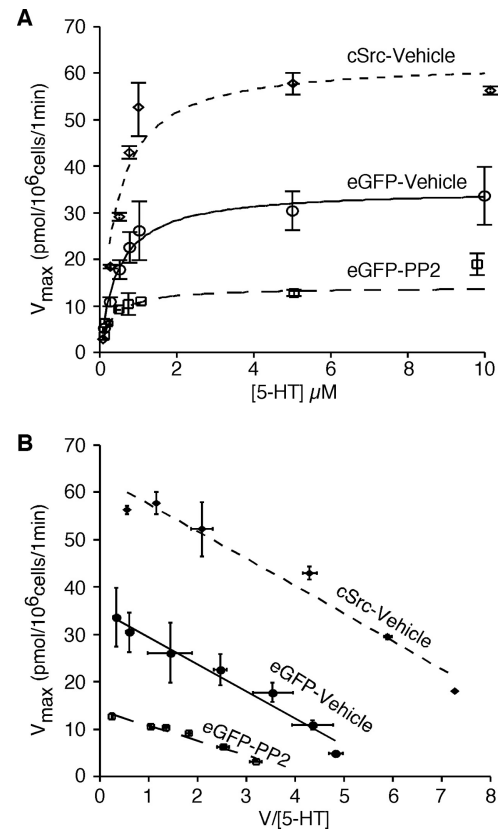 A
70
60
50
40
30
20
10
0
V_max (pmol/10^6cells/1min)
cSrc-Vehicle
eGFP-Vehicle
eGFP-PP2
0 2 4 6 8 10
[5-HT] µM
B
70
60
50
40
30
20
10
0
V_max (pmol/10^6cells/1min)
cSrc-Vehicle
eGFP-Vehicle
eGFP-PP2
0 1 2 3 4 5 6 7 8
V/[5-HT]